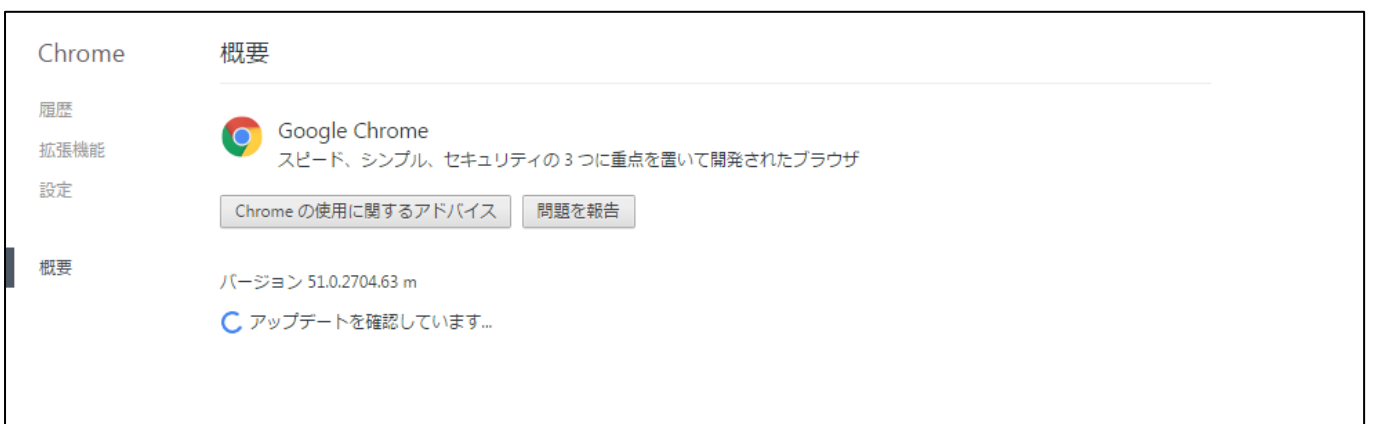 Chrome
履歴
拡張機能
設定
概要
概要
Google Chrome
スピード、シンプル、セキュリティの 3 つに重点を置いて開発されたブラウザ
Chrome の使用に関するアドバイス
問題を報告
バージョン 51.0.2704.63 m
アップデートを確認しています...